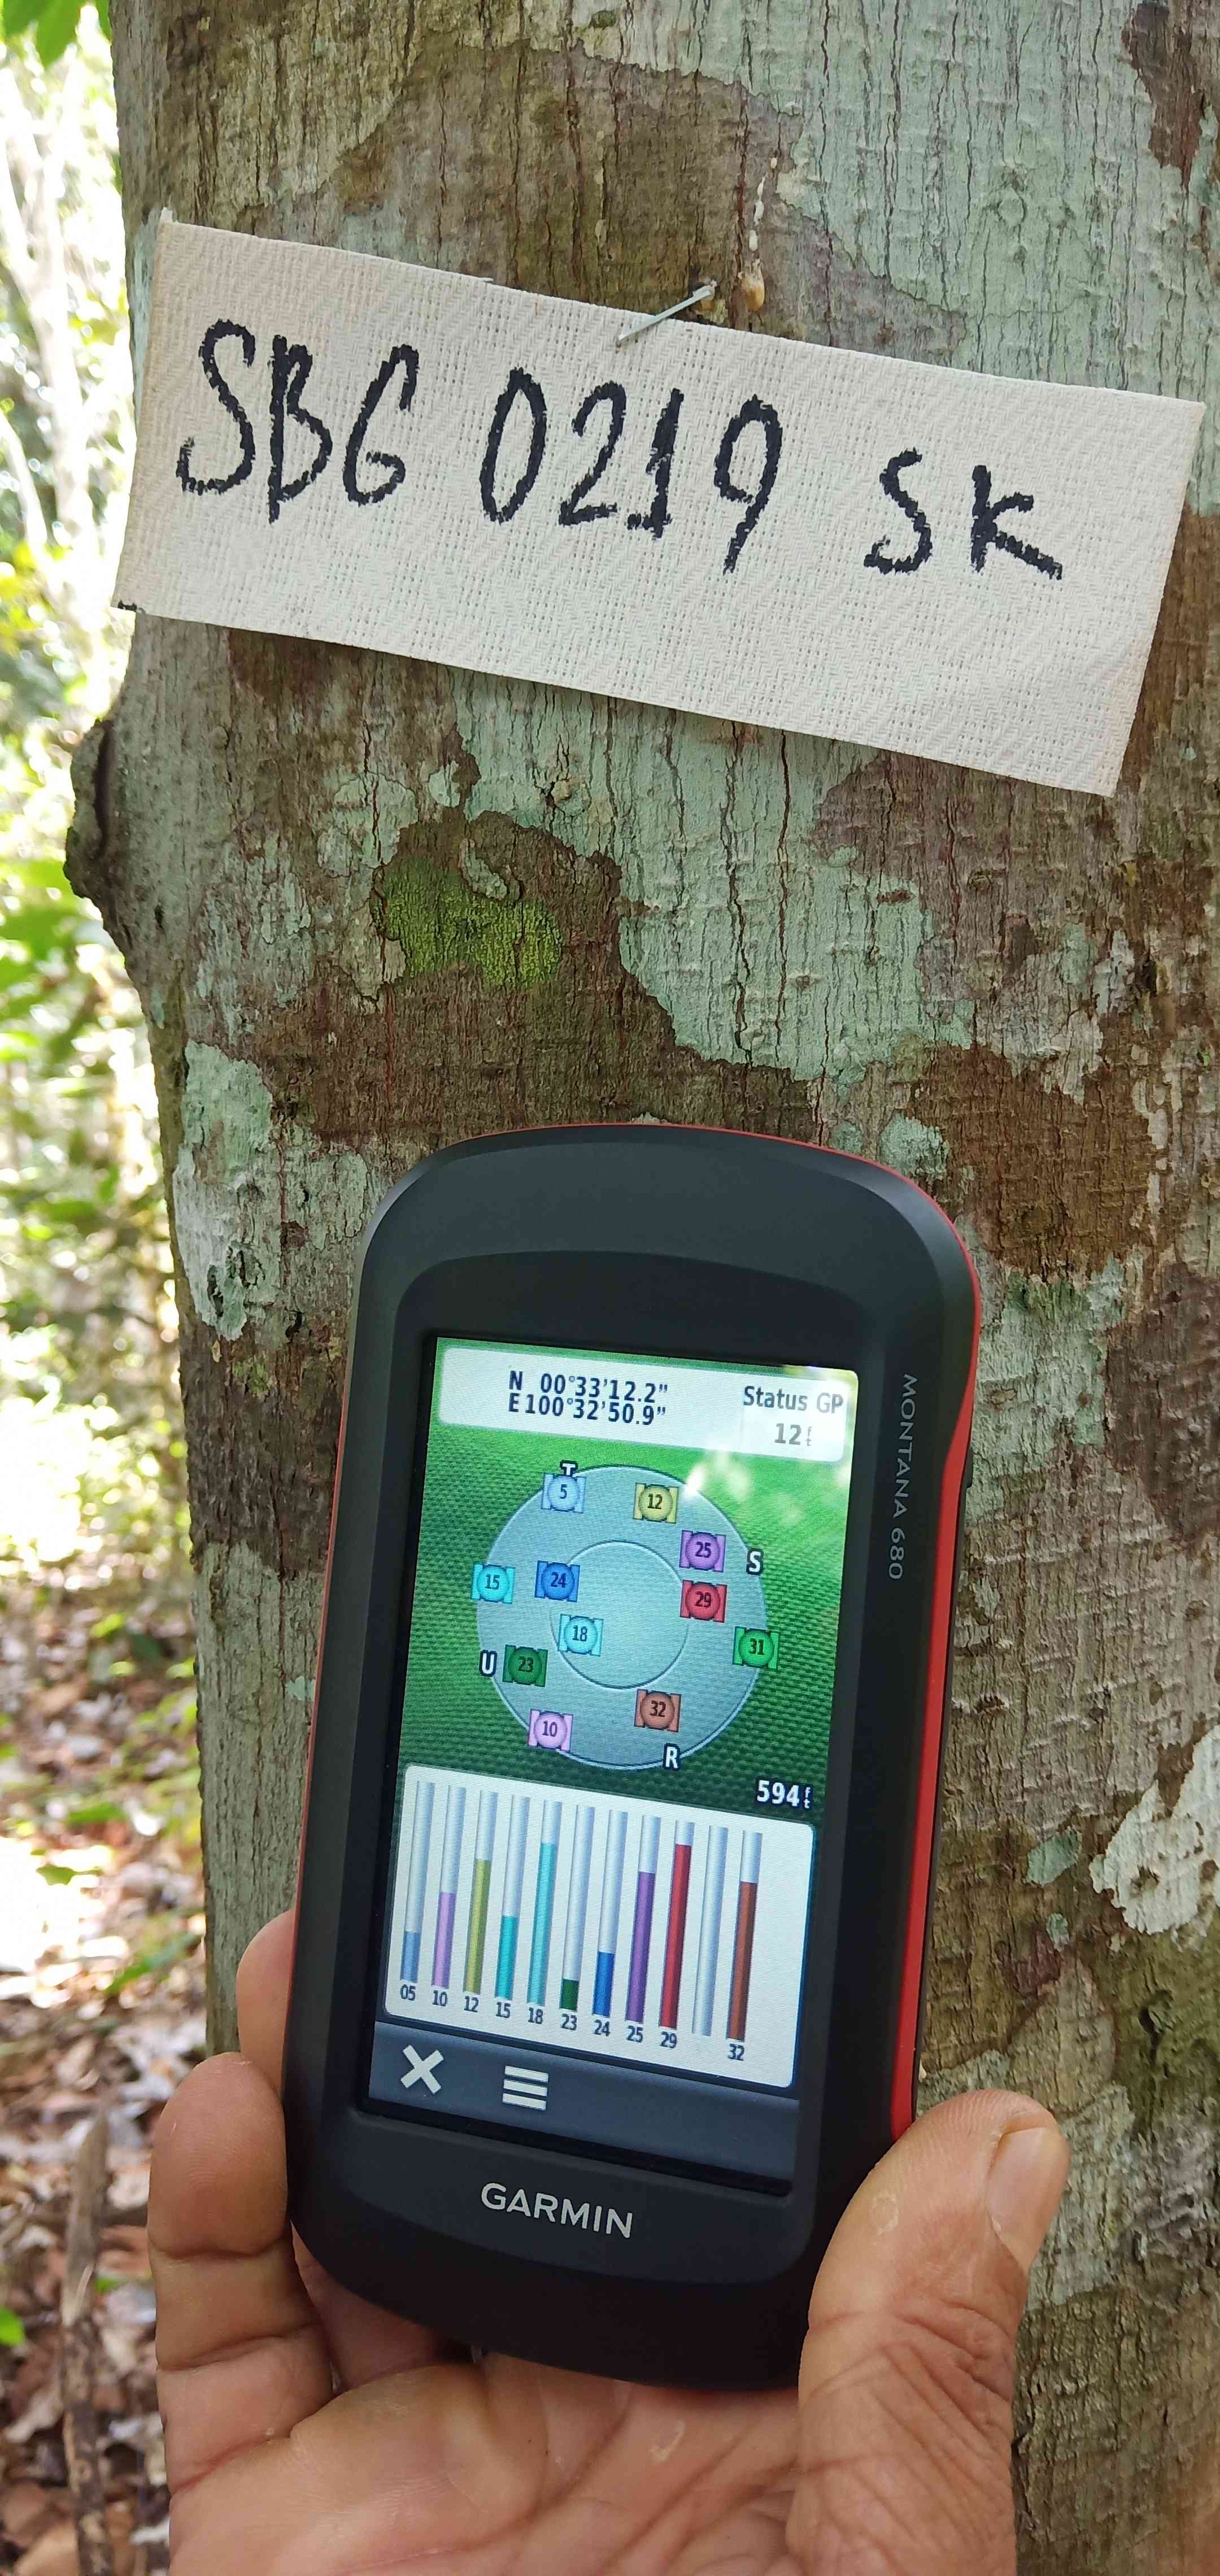 SBG 0219 SK
MONTANA 680
N 00°33'12.2"
E 100°32'50.9"
Status GP
12 ft
T
5
12
25
S
15
24
29
18
31
U
23
32
10
R
594 ft
05 10 12 15 18 23 24 25 29 32
GARMIN